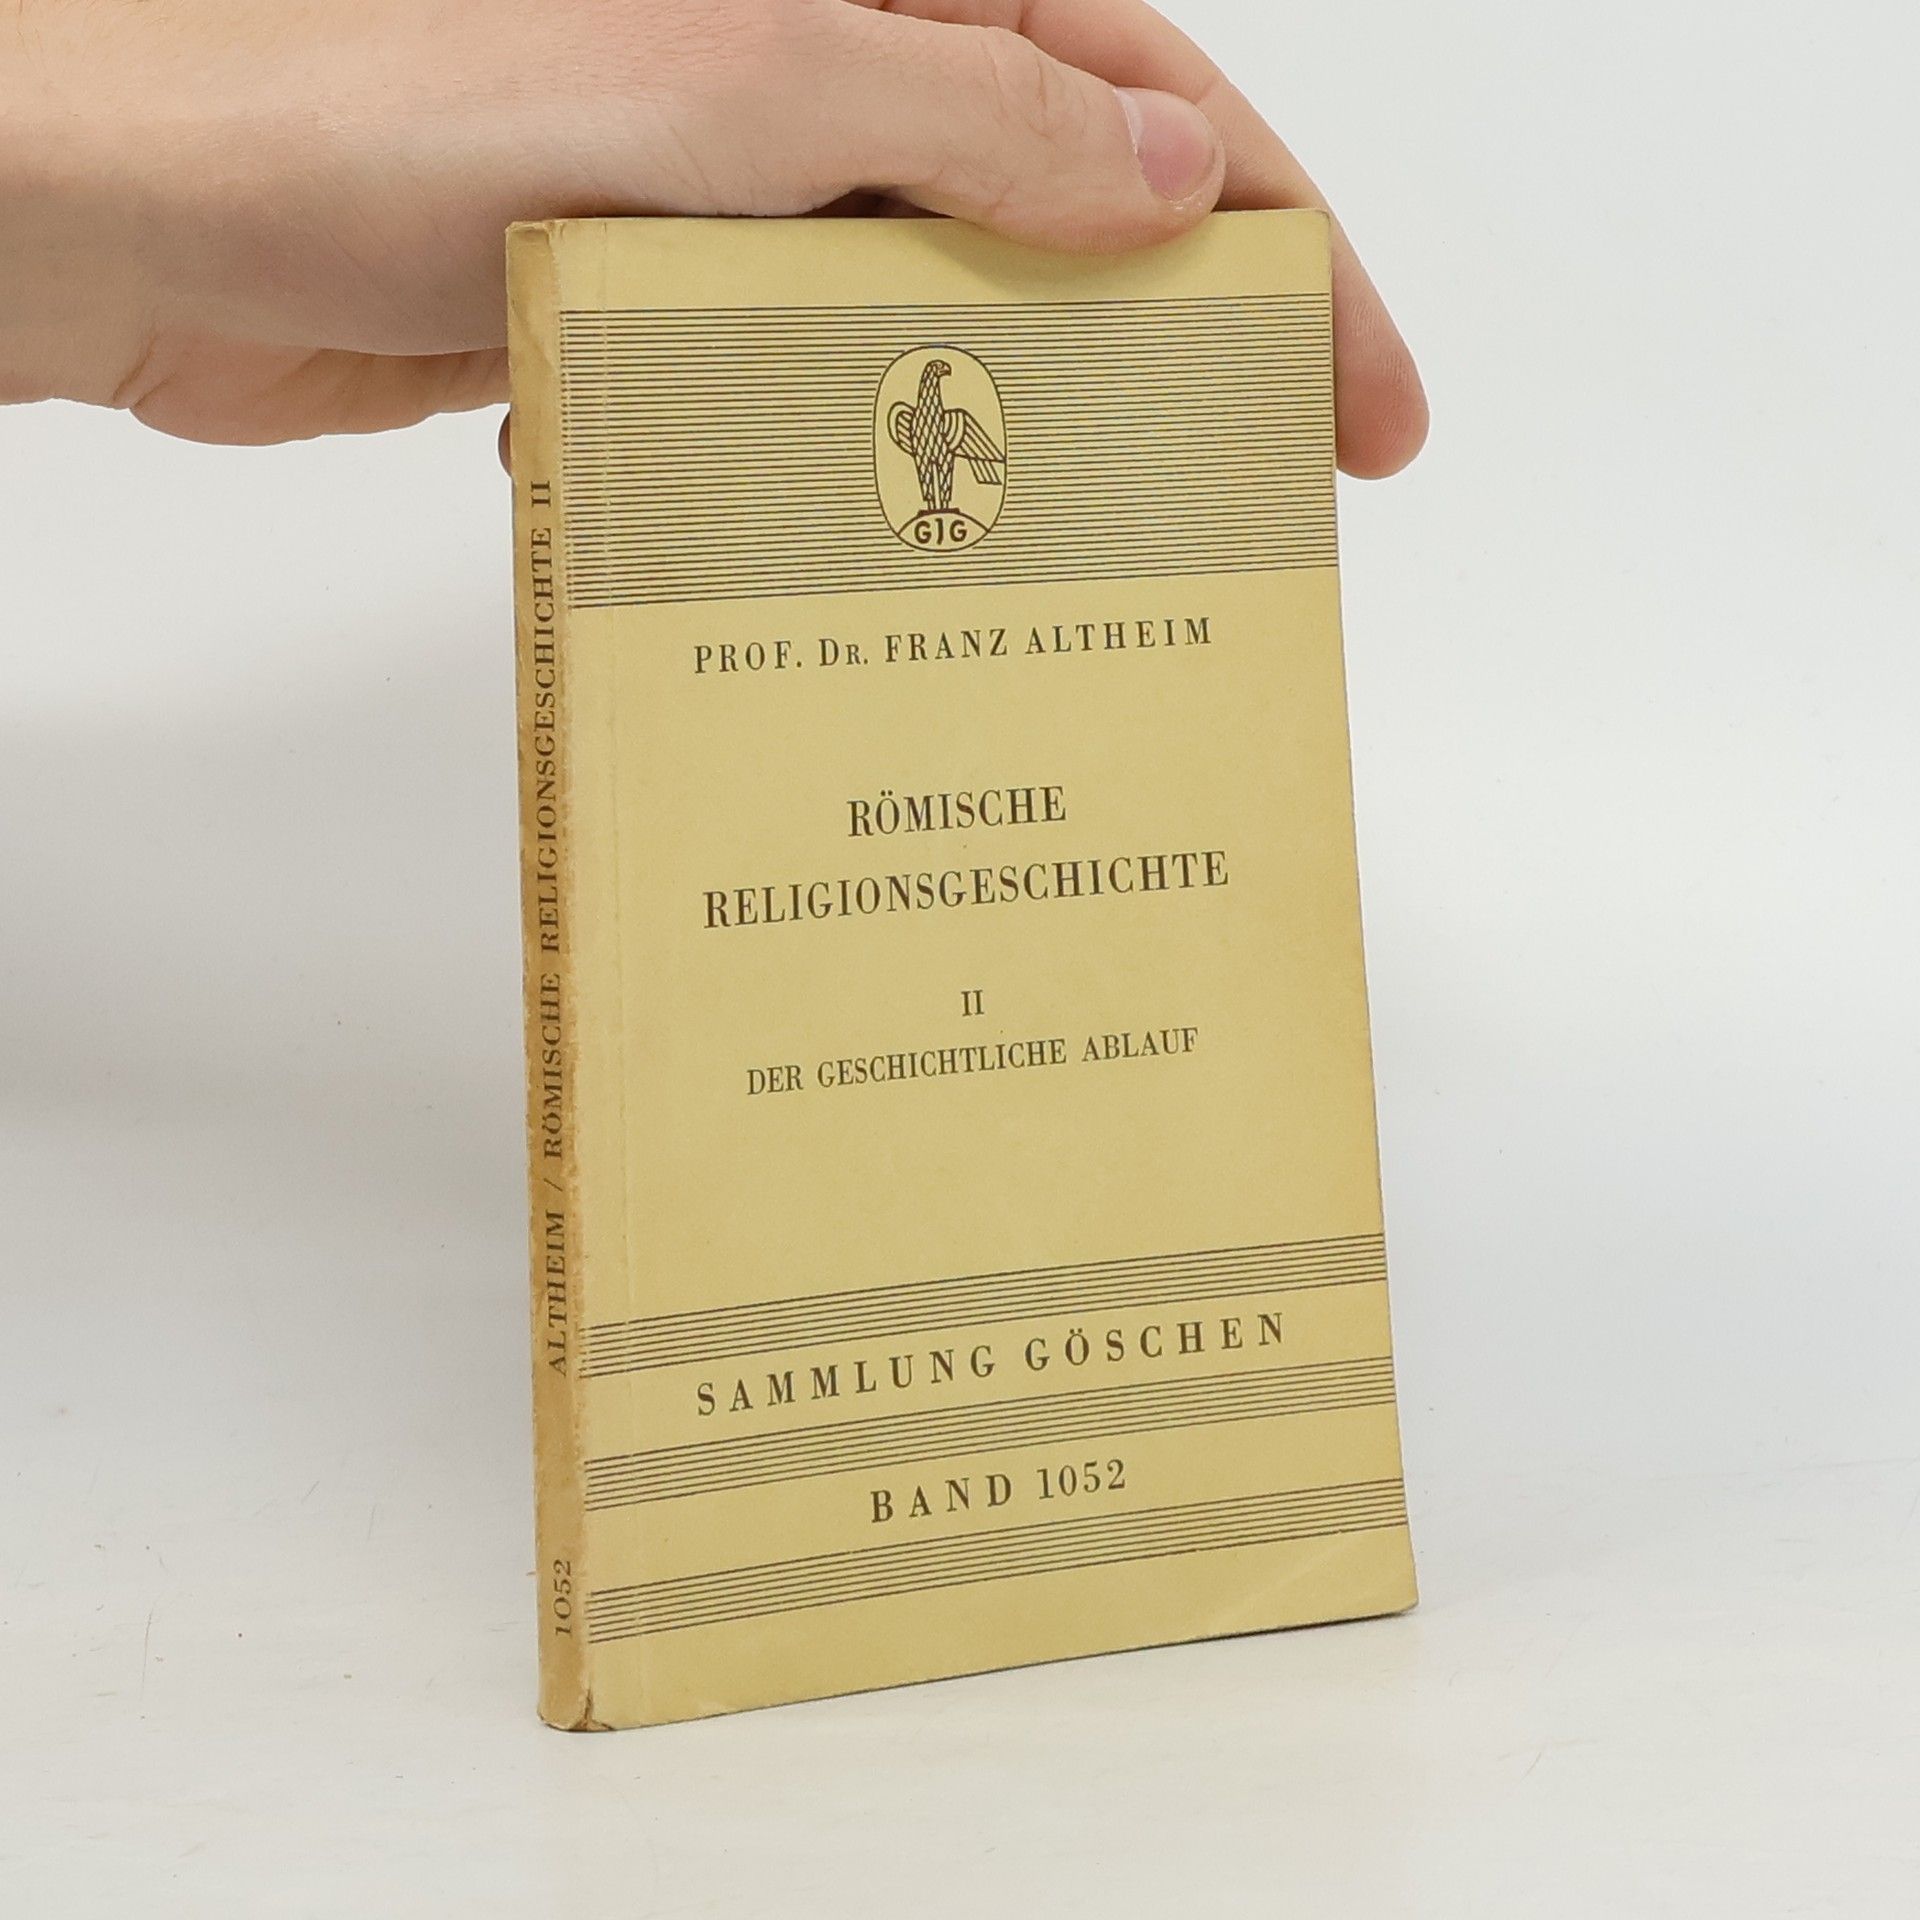 GJG
PROF. DR. FRANZ ALTHEIM
RÖMISCHE
RELIGIONSGESCHICHTE
II
DER GESCHICHTLICHE ABLAUF
SAMMLUNG GÖSCHEN
BAND 1052
1052 ALTHEIM / RÖMISCHE RELIGIONSGESCHICHTE II